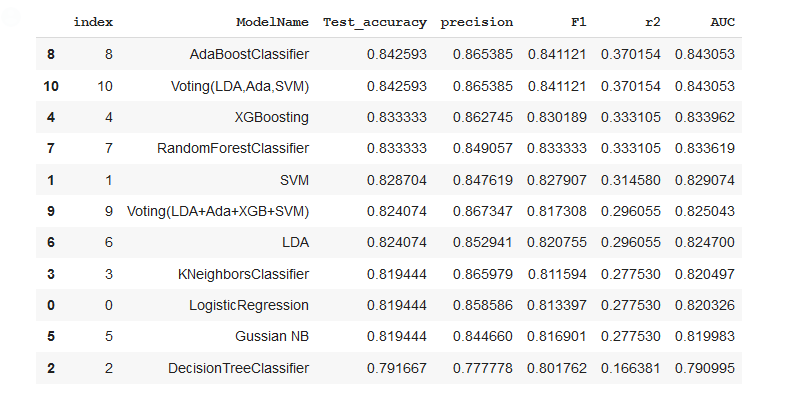 index ModelName Test_accuracy precision F1 r2 AUC
8 8 AdaBoostClassifier 0.842593 0.865385 0.841121 0.370154 0.843053
10 10 Voting(LDA,Ada,SVM) 0.842593 0.865385 0.841121 0.370154 0.843053
4 4 XGBoosting 0.833333 0.862745 0.830189 0.333105 0.833962
7 7 RandomForestClassifier 0.833333 0.849057 0.833333 0.333105 0.833619
1 1 SVM 0.828704 0.847619 0.827907 0.314580 0.829074
9 9 Voting(LDA+Ada+XGB+SVM) 0.824074 0.867347 0.817308 0.296055 0.825043
6 6 LDA 0.824074 0.852941 0.820755 0.296055 0.824700
3 3 KNeighborsClassifier 0.819444 0.865979 0.811594 0.277530 0.820497
0 0 LogisticRegression 0.819444 0.858586 0.813397 0.277530 0.820326
5 5 Gussian NB 0.819444 0.844660 0.816901 0.277530 0.819983
2 2 DecisionTreeClassifier 0.791667 0.777778 0.801762 0.166381 0.790995